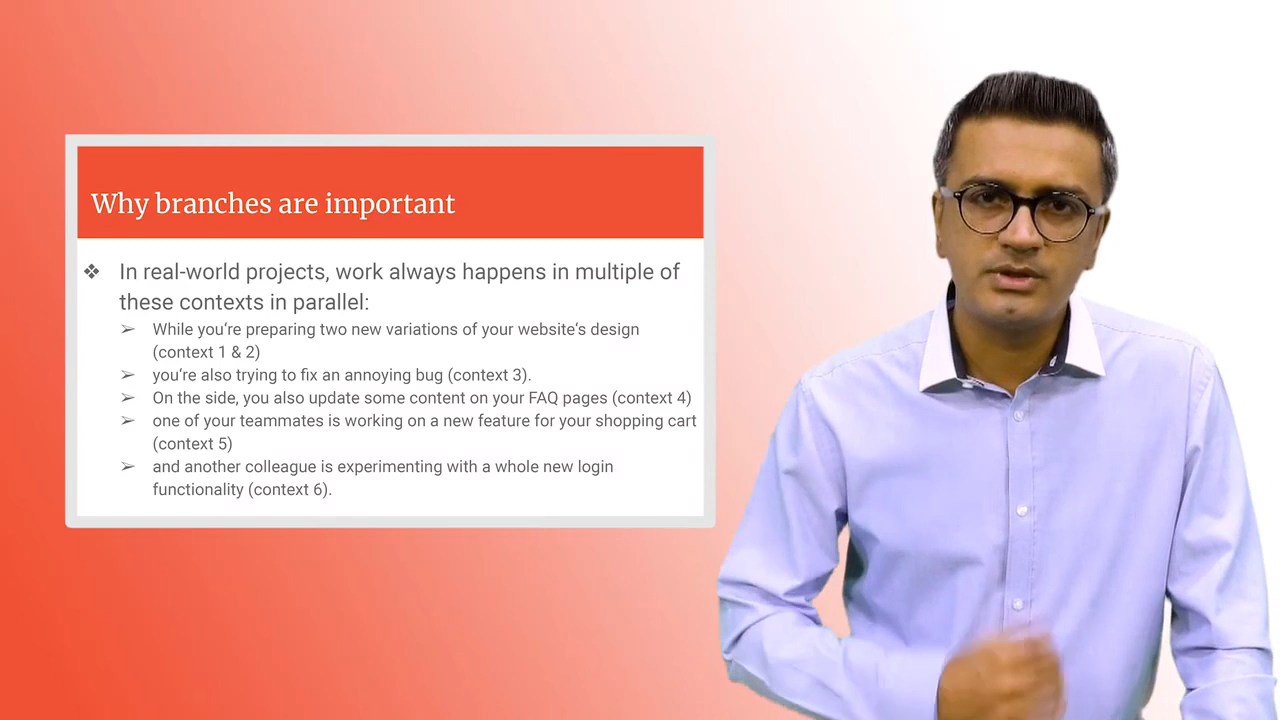 Why branches are important
❖ In real-world projects, work always happens in multiple of
these contexts in parallel:
➢ While you‘re preparing two new variations of your website‘s design
(context 1 & 2)
➢ you‘re also trying to fix an annoying bug (context 3).
➢ On the side, you also update some content on your FAQ pages (context 4)
➢ one of your teammates is working on a new feature for your shopping cart
(context 5)
➢ and another colleague is experimenting with a whole new login
functionality (context 6).